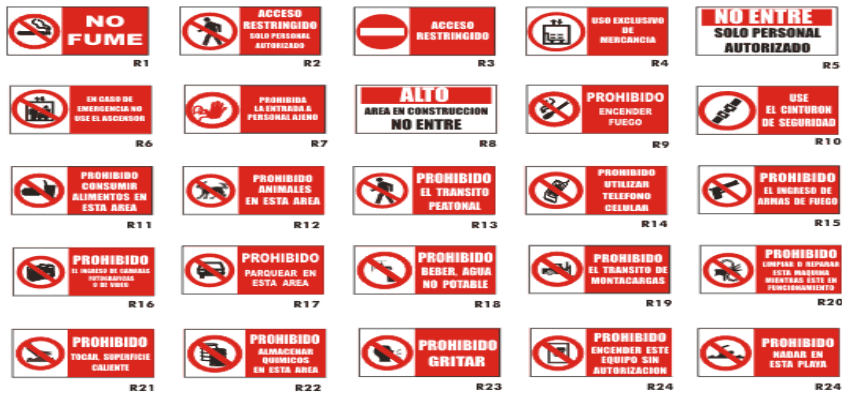 NO
FUME
R1
ACCESO
RESTRINGIDO
SOLO PERSONAL
AUTORIZADO
R2
ACCESO
RESTRINGIDO
R3
USO EXCLUSIVO
DE
MERCANCIA
R4
NO ENTRE
SOLO PERSONAL
AUTORIZADO
R5
EN CASO DE
EMERGENCIA NO
USE EL ASCENSOR
R6
PROHIBIDA
LA ENTRADA A
PERSONAL AJENO
R7
ALTO
AREA EN CONSTRUCCION
NO ENTRE
R8
PROHIBIDO
ENCENDER
FUEGO
R9
USE
EL CINTURON
DE SEGURIDAD
R10
PROHIBIDO
CONSUMIR
ALIMENTOS EN
ESTA AREA
R11
PROHIBIDO
ANIMALES
EN ESTA AREA
R12
PROHIBIDO
EL TRANSITO
PEATONAL
R13
PROHIBIDO
UTILIZAR
TELEFONO
CELULAR
R14
PROHIBIDO
EL INGRESO DE
ARMAS DE FUEGO
R15
PROHIBIDO
EL INGRESO DE CAMARAS
FOTOGRAFICAS
O DE VIDEO
R16
PROHIBIDO
PARQUEAR EN
ESTA AREA
R17
PROHIBIDO
BEBER, AGUA
NO POTABLE
R18
PROHIBIDO
EL TRANSITO DE
MONTACARGAS
R19
PROHIBIDO
LIMPIAR O REPARAR
ESTA MAQUINA
MIENTRAS ESTE EN
FUNCIONAMIENTO
R20
PROHIBIDO
TOCAR, SUPERFICIE
CALIENTE
R21
PROHIBIDO
ALMACENAR
QUIMICOS
EN ESTA AREA
R22
PROHIBIDO
GRITAR
R23
PROHIBIDO
ENCENDER ESTE
EQUIPO SIN
AUTORIZACION
R24
PROHIBIDO
NADAR EN
ESTA PLAYA
R24